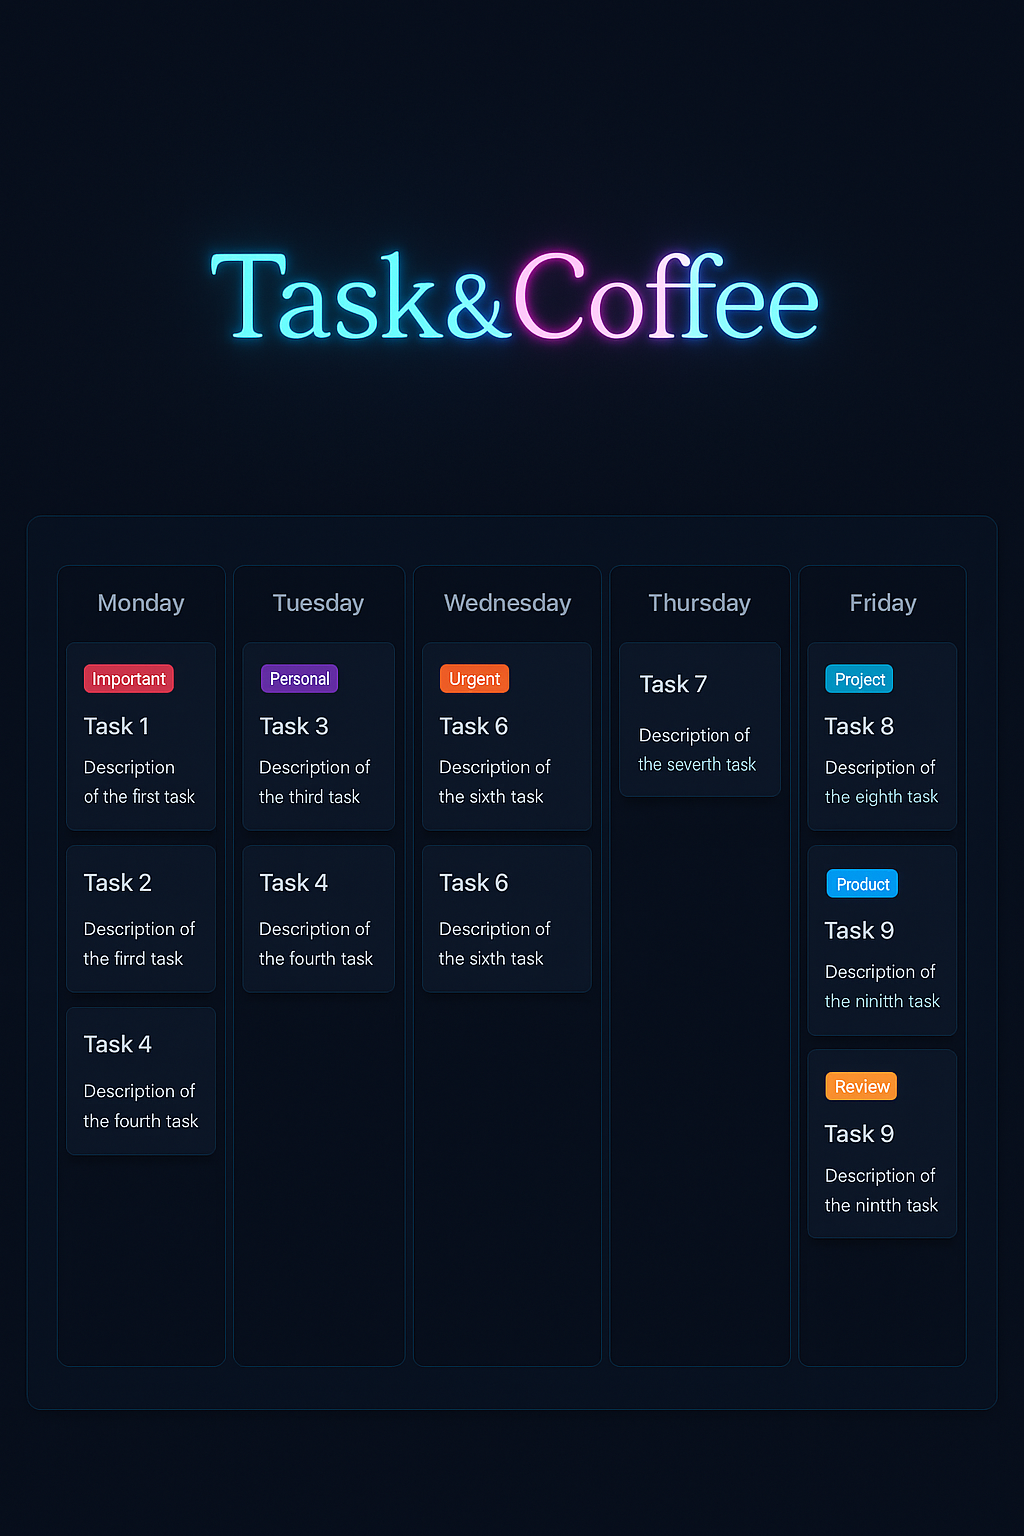 Task&Coffee
Monday
Important
Task 1
Description
of the first task
Task 2
Description of
the firrd task
Task 4
Description of
the fourth task
Tuesday
Personal
Task 3
Description of
the third task
Task 4
Description of
the fourth task
Wednesday
Urgent
Task 6
Description of
the sixth task
Task 6
Description of
the sixth task
Thursday
Task 7
Description of
the severth task
Friday
Project
Task 8
Description of
the eighth task
Product
Task 9
Description of
the ninitth task
Review
Task 9
Description of
the nintth task